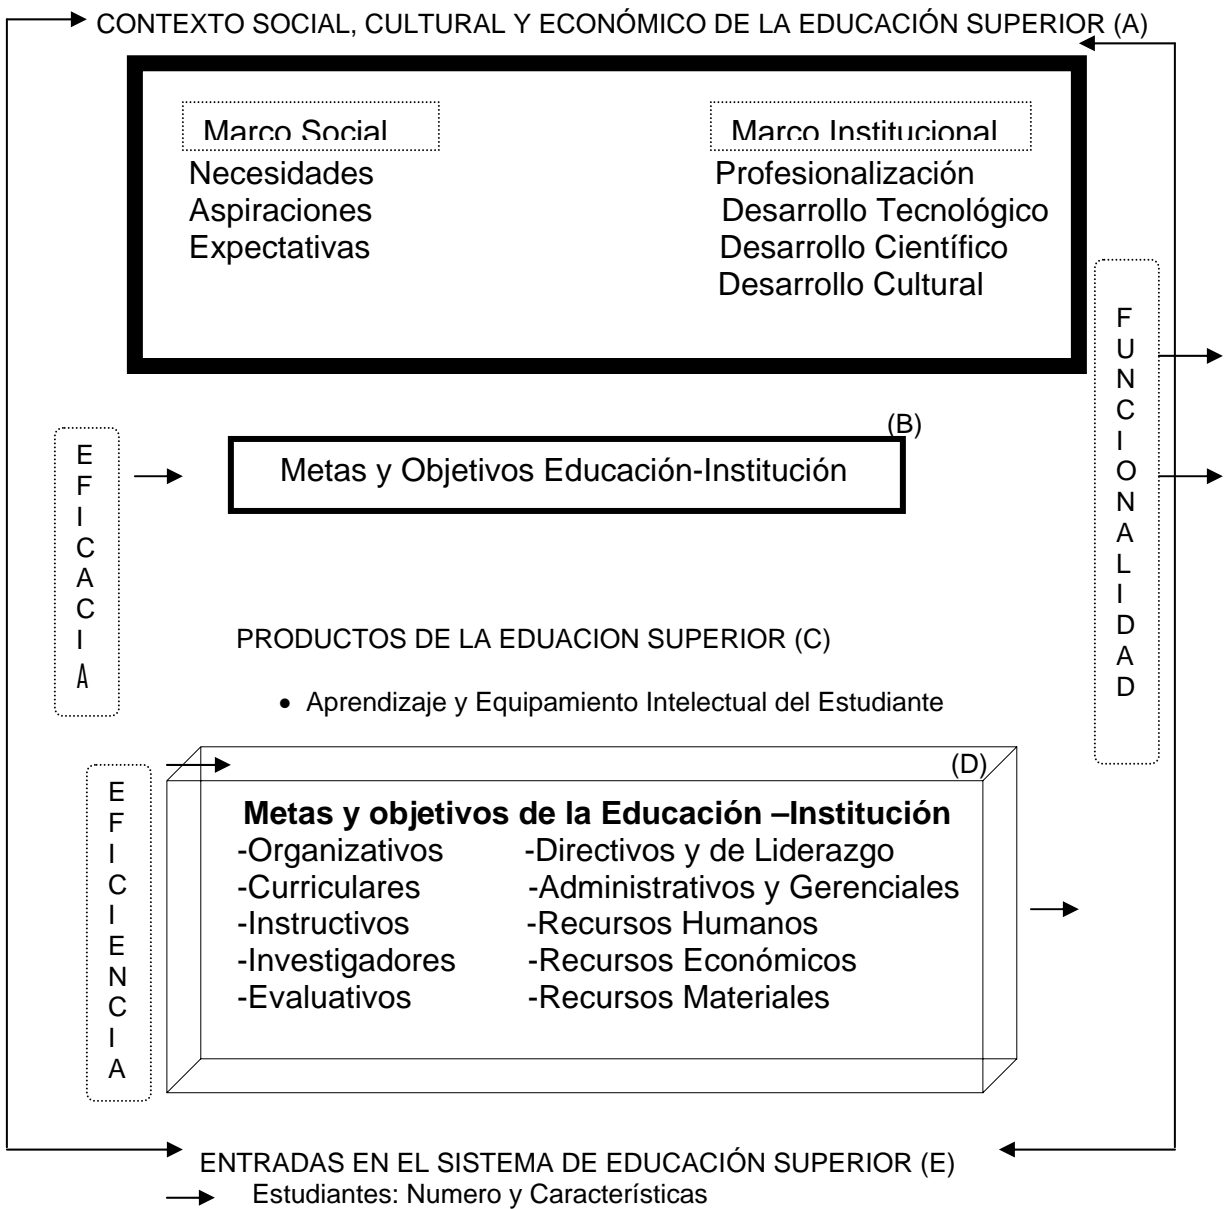 CONTEXTO SOCIAL, CULTURAL Y ECONÓMICO DE LA EDUCACIÓN SUPERIOR (A)
Marco Social
Necesidades
Aspiraciones
Expectativas
Marco Institucional
Profesionalización
Desarrollo Tecnológico
Desarrollo Científico
Desarrollo Cultural
FUNCIONALIDAD
EFICACIA
(B)
Metas y Objetivos Educación-Institución
PRODUCTOS DE LA EDUACION SUPERIOR (C)
• Aprendizaje y Equipamiento Intelectual del Estudiante
EFICIENCIA
(D)
Metas y objetivos de la Educación –Institución
-Organizativos -Directivos y de Liderazgo
-Curriculares -Administrativos y Gerenciales
-Instructivos -Recursos Humanos
-Investigadores -Recursos Económicos
-Evaluativos -Recursos Materiales
ENTRADAS EN EL SISTEMA DE EDUCACIÓN SUPERIOR (E)
Estudiantes: Numero y Características